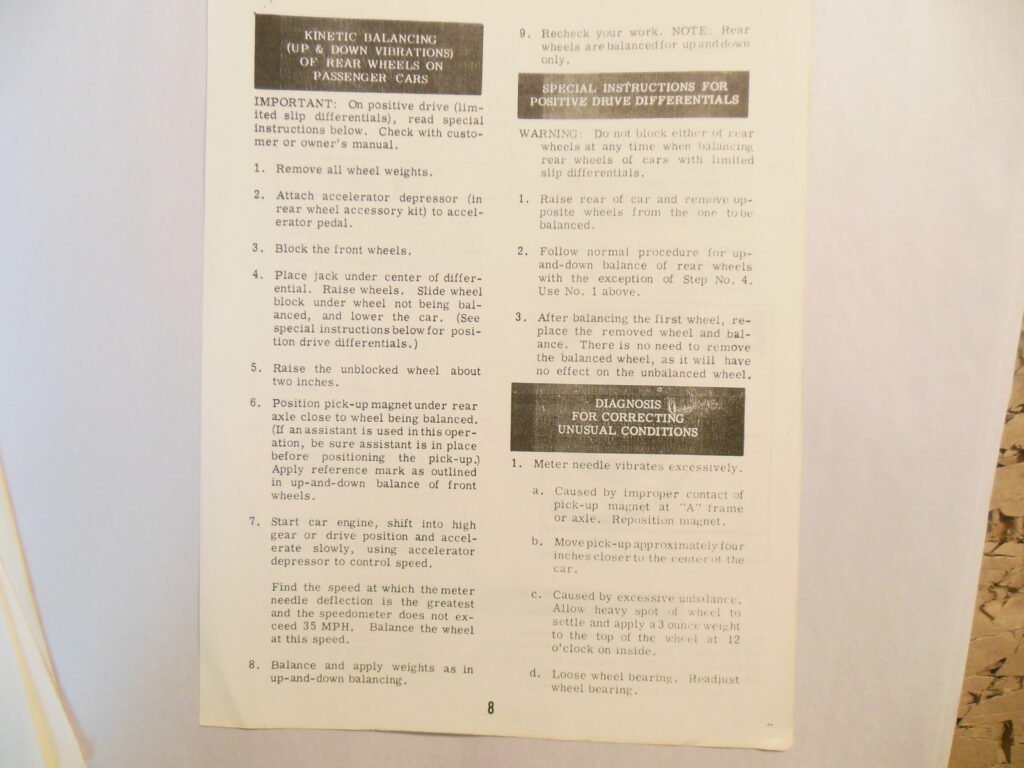 KINETIC BALANCING
(UP & DOWN VIBRATIONS)
OF REAR WHEELS ON
PASSENGER CARS
IMPORTANT: On positive drive (lim-
ited slip differentials), read special
instructions below. Check with custo-
mer or owner's manual.
1. Remove all wheel weights.
2. Attach accelerator depressor (in
rear wheel accessory kit) to accel-
erator pedal.
3. Block the front wheels.
4. Place jack under center of differ-
ential. Raise wheels. Slide wheel
block under wheel not being bal-
anced, and lower the car. (See
special instructions below for posi-
tion drive differentials.)
5. Raise the unblocked wheel about
two inches.
6. Position pick-up magnet under rear
axle close to wheel being balanced.
(If an assistant is used in this oper-
ation, be sure assistant is in place
before positioning the pick-up.)
Apply reference mark as outlined
in up-and-down balance of front
wheels.
7. Start car engine, shift into high
gear or drive position and accel-
erate slowly, using accelerator
depressor to control speed.
Find the speed at which the meter
needle deflection is the greatest
and the speedometer does not ex-
ceed 35 MPH. Balance the wheel
at this speed.
8. Balance and apply weights as in
up-and-down balancing.
9. Recheck your work. NOTE: Rear
wheels are balanced for up and down
only.
SPECIAL INSTRUCTIONS FOR
POSITIVE DRIVE DIFFERENTIALS
WARNING: Do not block either of rear
wheels at any time when balancing
rear wheels of cars with limited
slip differentials.
1. Raise rear of car and remove op-
posite wheels from the one to be
balanced.
2. Follow normal procedure for up-
and-down balance of rear wheels
with the exception of Step No. 4.
Use No. 1 above.
3. After balancing the first wheel, re-
place the removed wheel and bal-
ance. There is no need to remove
the balanced wheel, as it will have
no effect on the unbalanced wheel.
DIAGNOSIS
FOR CORRECTING
UNUSUAL CONDITIONS
1. Meter needle vibrates excessively.
a. Caused by improper contact of
pick-up magnet at "A" frame
or axle. Reposition magnet.
b. Move pick-up approximately four
inches closer to the center of the
car.
c. Caused by excessive unbalance.
Allow heavy spot of wheel to
settle and apply a 3 ounce weight
to the top of the wheel at 12
o'clock on inside.
d. Loose wheel bearing. Readjust
wheel bearing.
8